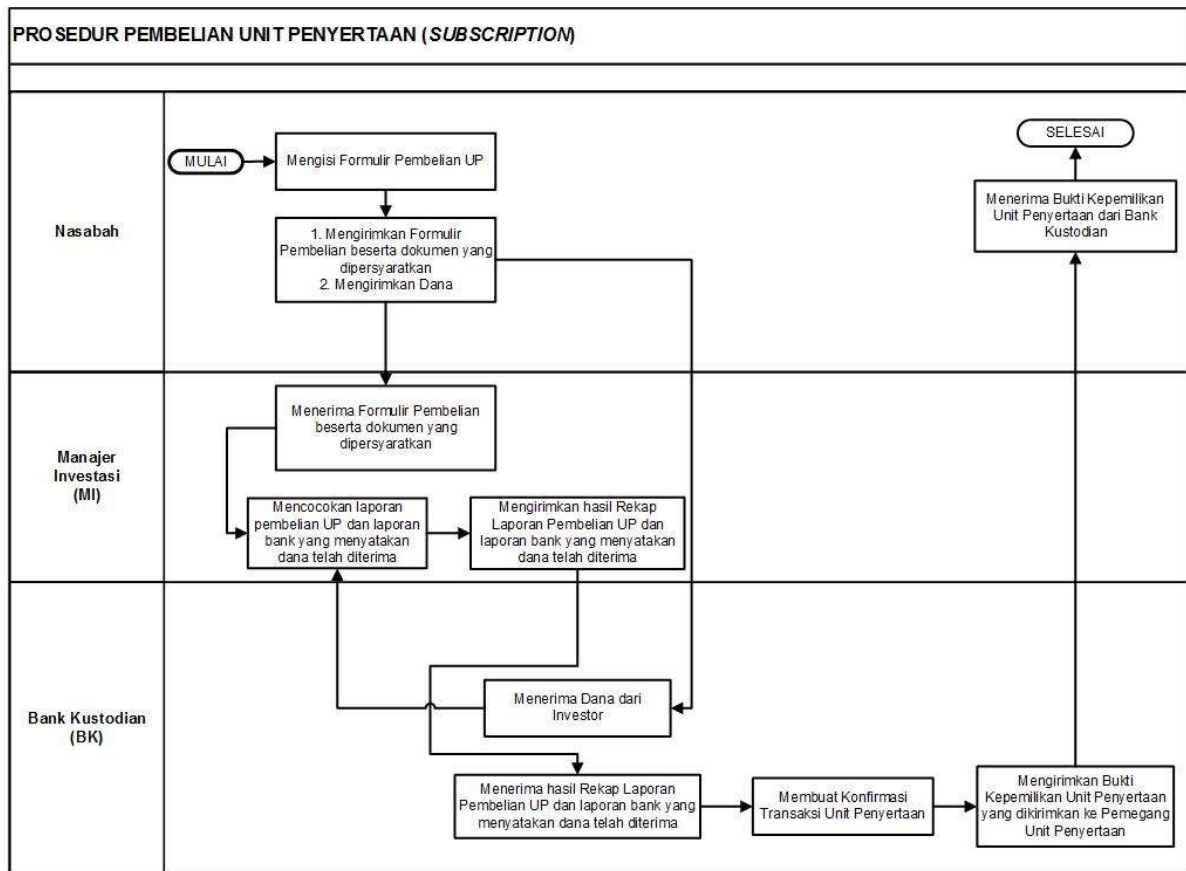 PROSEDUR PEMBELIAN UNIT PENYERTAAN (SUBSCRIPTION)
Nasabah
MULAI
Mengisi Formulir Pembelian UP
1. Mengirimkan Formulir
Pembelian beserta dokumen yang
dipersyaratkan
2. Mengirimkan Dana
SELESAI
Menerima Bukti Kepemilikan
Unit Penyertaan dari Bank
Kustodian
Manajer
Investasi
(MI)
Menerima Formulir Pembelian
beserta dokumen yang
dipersyaratkan
Mencocokan laporan
pembelian UP dan laporan
bank yang menyatakan
dana telah diterima
Mengirimkan hasil Rekap
Laporan Pembelian UP dan
laporan bank yang menyatakan
dana telah diterima
Bank Kustodian
(BK)
Menerima Dana dari
Investor
Menerima hasil Rekap Laporan
Pembelian UP dan laporan bank yang
menyatakan dana telah diterima
Membuat Konfirmasi
Transaksi Unit Penyertaan
Mengirimkan Bukti
Kepemilikan Unit Penyertaan
yang dikirimkan ke Pemegang
Unit Penyertaan